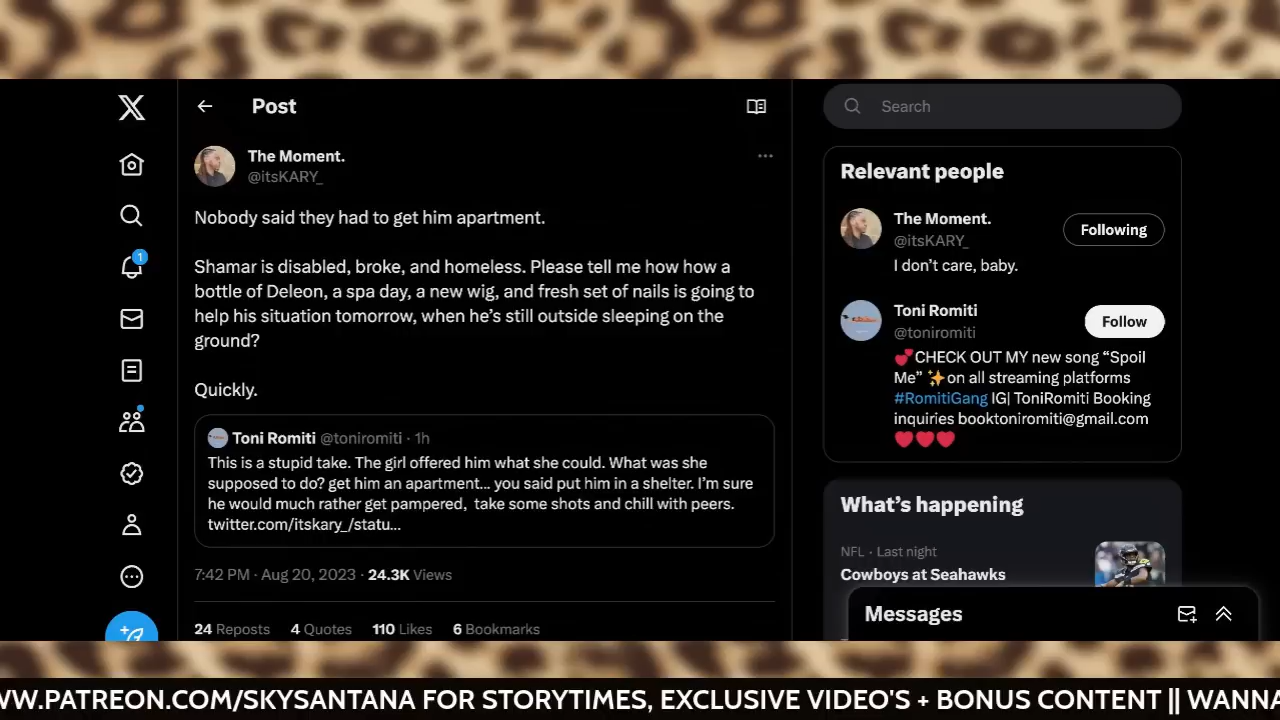 Post
The Moment.
@itsKARY_
Nobody said they had to get him apartment.
Shamar is disabled, broke, and homeless. Please tell me how how a
bottle of Deleon, a spa day, a new wig, and fresh set of nails is going to
help his situation tomorrow, when he’s still outside sleeping on the
ground?
Quickly.
Toni Romiti @toniromiti · 1h
This is a stupid take. The girl offered him what she could. What was she
supposed to do? get him an apartment... you said put him in a shelter. I’m sure
he would much rather get pampered, take some shots and chill with peers.
twitter.com/itskary_/statu...
7:42 PM · Aug 20, 2023 · 24.3K Views
24 Reposts 4 Quotes 110 Likes 6 Bookmarks
1
Search
Relevant people
The Moment.
@itsKARY_
Following
I don’t care, baby.
Toni Romiti
@toniromiti
Follow
💕CHECK OUT MY new song “Spoil
Me” ✨on all streaming platforms
#RomitiGang IG| ToniRomiti Booking
inquiries booktoniromiti@gmail.com
❤️❤️❤️
What’s happening
NFL · Last night
Cowboys at Seahawks
Messages
WW.PATREON.COM/SKYSANTANA FOR STORYTIMES, EXCLUSIVE VIDEO'S + BONUS CONTENT || WANNA